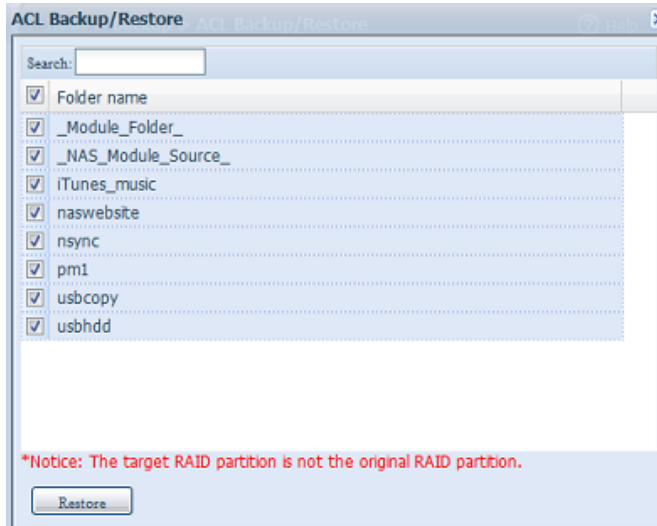 ACL Backup/Restore
Search:
Folder name
_Module_Folder_
_NAS_Module_Source_
iTunes_music
naswebsite
nsync
pm1
usbcopy
usbhdd
*Notice: The target RAID partition is not the original RAID partition.
Restore